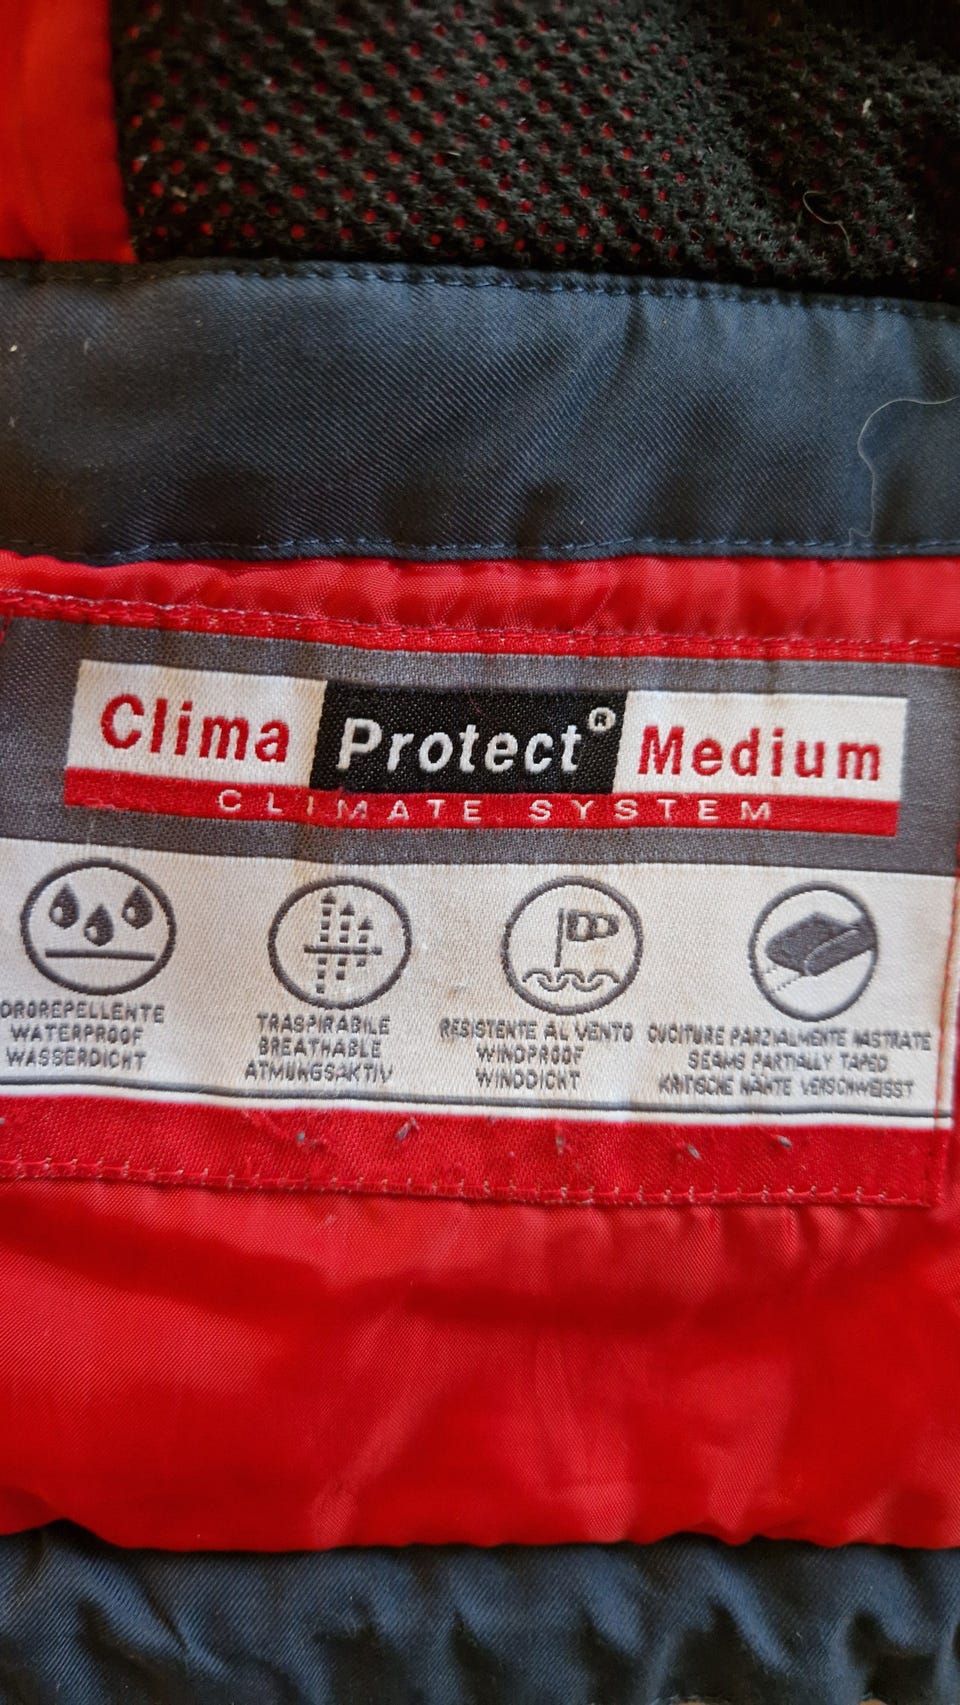 Clima Protect® Medium
CLIMATE SYSTEM
DROREPELLENTE
WATERPROOF
WASSERDICHT
TRASPIRABILE
BREATHABLE
ATMUNGSAKTIV
RESISTENTE AL VENTO
WINDPROOF
WINDDICHT
CUCITURE PARZIALMENTE NASTRATE
SEAMS PARTIALLY TAPED
KRITISCHE NÄHTE VERSCHWEISST